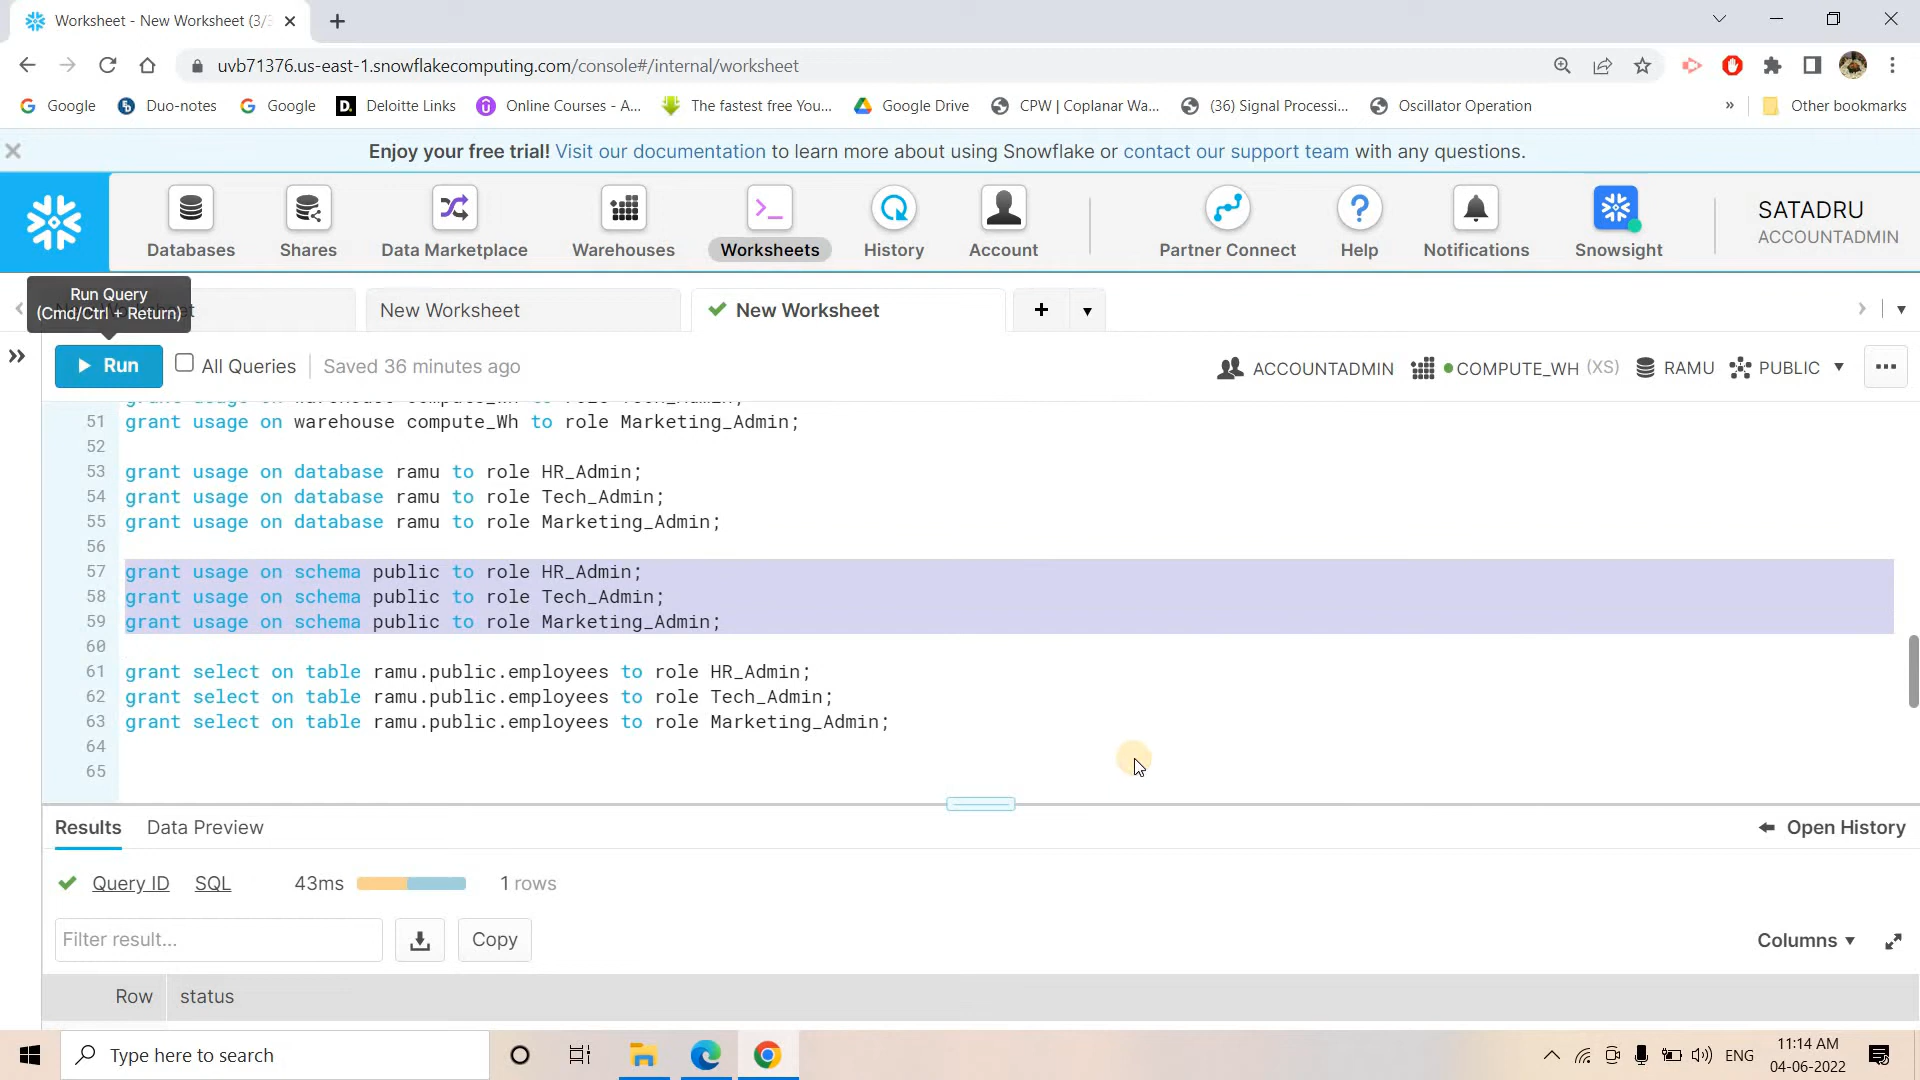 Worksheet - New Worksheet (3/3
uvb71376.us-east-1.snowflakecomputing.com/console#/internal/worksheet
Google
Duo-notes
Google
D.
Deloitte Links
Online Courses - A...
The fastest free You...
Google Drive
CPW | Coplanar Wa...
(36) Signal Processi...
Oscillator Operation
»
Other bookmarks
Enjoy your free trial! Visit our documentation to learn more about using Snowflake or contact our support team with any questions.
Databases
Shares
Data Marketplace
Warehouses
Worksheets
History
Account
Partner Connect
Help
Notifications
Snowsight
SATADRU
ACCOUNTADMIN
Run Query
(Cmd/Ctrl + Return)
New Worksheet
New Worksheet
Run
All Queries
Saved 36 minutes ago
ACCOUNTADMIN
COMPUTE_WH (XS)
RAMU
PUBLIC
51 grant usage on warehouse compute_Wh to role Marketing_Admin;
52
53 grant usage on database ramu to role HR_Admin;
54 grant usage on database ramu to role Tech_Admin;
55 grant usage on database ramu to role Marketing_Admin;
56
57 grant usage on schema public to role HR_Admin;
58 grant usage on schema public to role Tech_Admin;
59 grant usage on schema public to role Marketing_Admin;
60
61 grant select on table ramu.public.employees to role HR_Admin;
62 grant select on table ramu.public.employees to role Tech_Admin;
63 grant select on table ramu.public.employees to role Marketing_Admin;
64
65
Results
Data Preview
Open History
Query ID
SQL
43ms
1 rows
Filter result...
Copy
Columns
Row
status
Type here to search
ENG
11:14 AM
04-06-2022